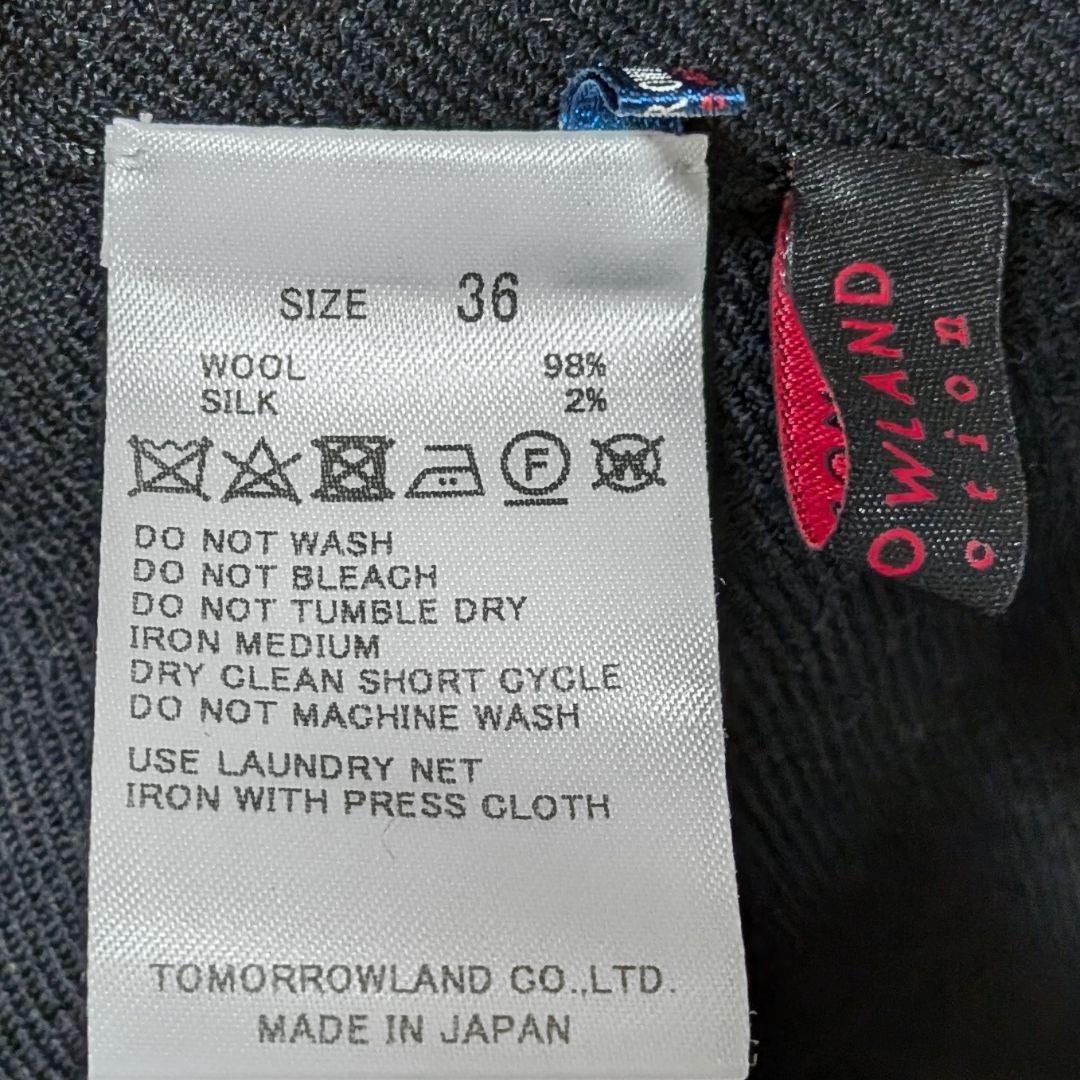 SIZE 36
WOOL 98%
SILK 2%
F
W
DO NOT WASH
DO NOT BLEACH
DO NOT TUMBLE DRY
IRON MEDIUM
DRY CLEAN SHORT CYCLE
DO NOT MACHINE WASH
USE LAUNDRY NET
IRON WITH PRESS CLOTH
TOMORROWLAND CO.,LTD.
MADE IN JAPAN
OWLAND